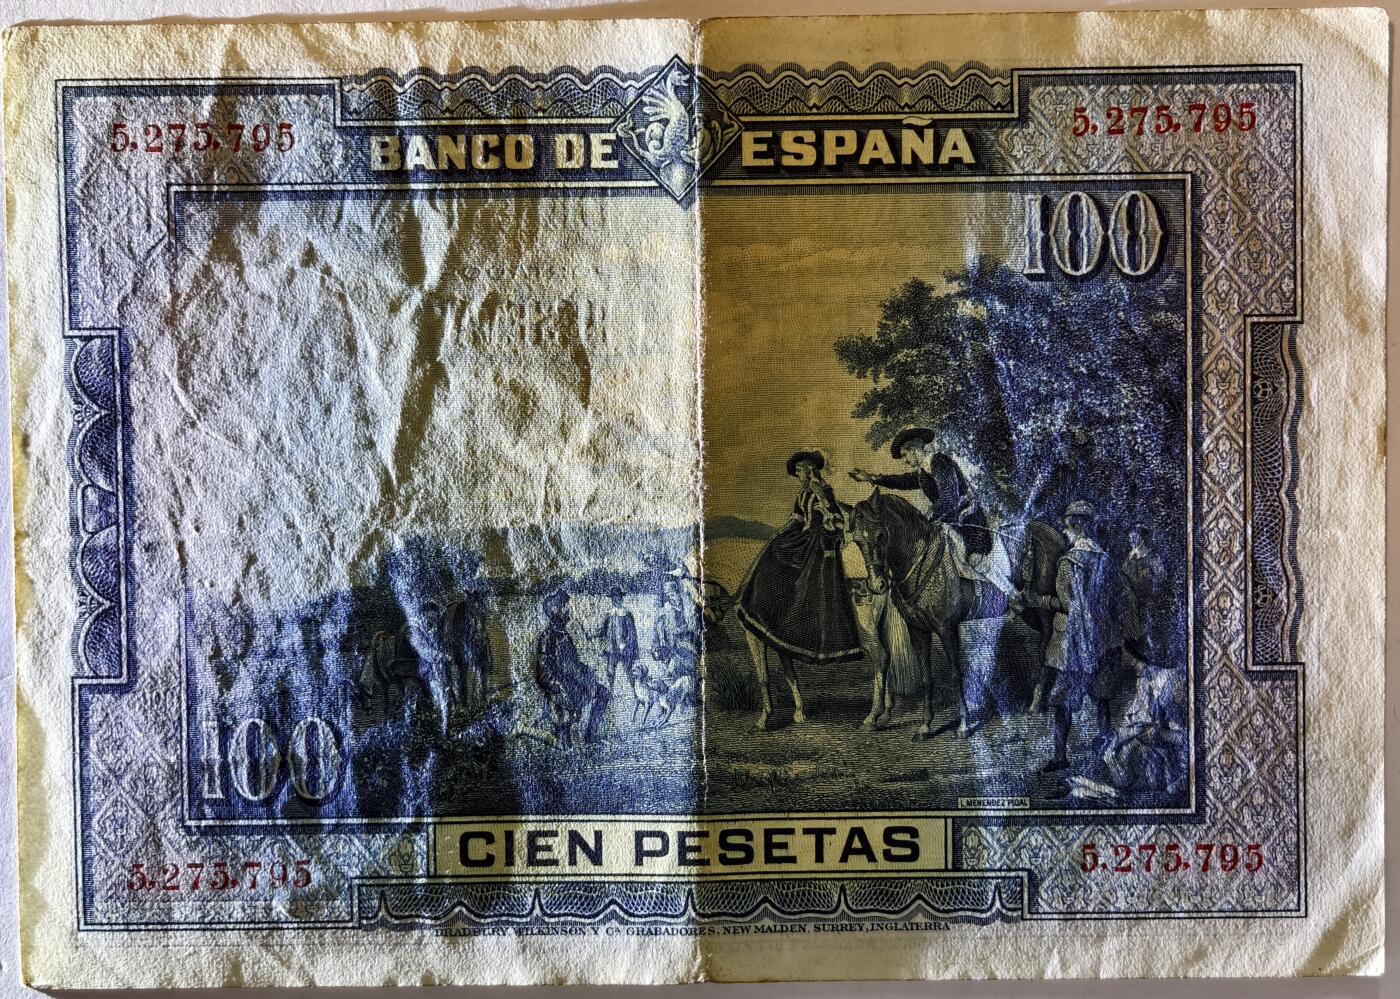 5.275.795
5.275.795
BANCO DE ESPAÑA
100
100
L. MENENDEZ PIDAL
CIEN PESETAS
5.275.795
5.275.795
BRADBURY, WILKINSON Y Cª GRABADORES, NEW MALDEN, SURREY, INGLATERRA